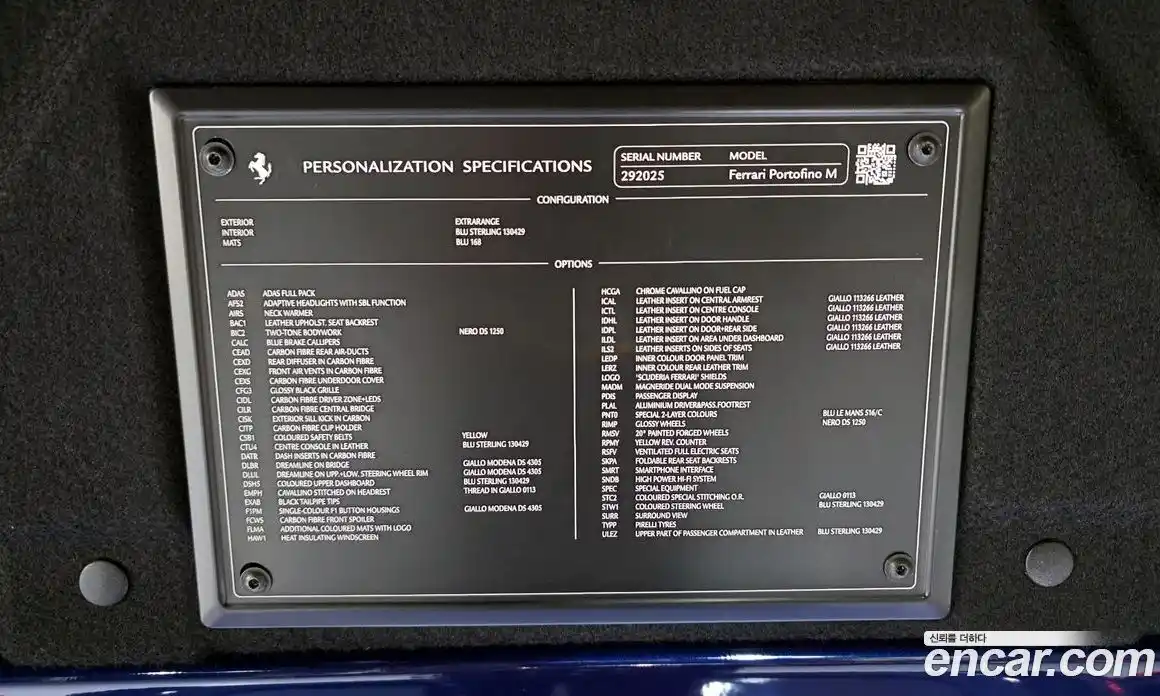 PERSONALIZATION SPECIFICATIONS
SERIAL NUMBER MODEL
292025 Ferrari Portofino M
CONFIGURATION
EXTERIOR EXTRARANGE
INTERIOR BLU STERLING 130429
MATS BLU 168
OPTIONS
ADAS ADAS FULL PACK
AFS2 ADAPTIVE HEADLIGHTS WITH SBL FUNCTION
AIRS NECK WARMER
BAC1 LEATHER UPHOLST. SEAT BACKREST
BIC2 TWO-TONE BODYWORK NERO DS 1250
CALC BLUE BRAKE CALLIPERS
CEAD CARBON FIBRE REAR AIR-DUCTS
CEXD REAR DIFFUSER IN CARBON FIBRE
CEXG FRONT AIR VENTS IN CARBON FIBRE
CEXS CARBON FIBRE UNDERDOOR COVER
CFG3 GLOSSY BLACK GRILLE
CIDL CARBON FIBRE DRIVER ZONE+LEDS
CILR CARBON FIBRE CENTRAL BRIDGE
CISK EXTERIOR SILL KICK IN CARBON
CITP CARBON FIBRE CUP HOLDER
CSB1 COLOURED SAFETY BELTS YELLOW
CTU4 CENTRE CONSOLE IN LEATHER BLU STERLING 130429
DATR DASH INSERTS IN CARBON FIBRE
DLBR DREAMLINE ON BRIDGE GIALLO MODENA DS 4305
DLUL DREAMLINE ON UPP.+LOW. STEERING WHEEL RIM GIALLO MODENA DS 4305
DSH5 COLOURED UPPER DASHBOARD BLU STERLING 130429
EMPH CAVALLINO STITCHED ON HEADREST THREAD IN GIALLO 0113
EXAB BLACK TAILPIPE TIPS
F1PM SINGLE-COLOUR F1 BUTTON HOUSINGS GIALLO MODENA DS 4305
FCWS CARBON FIBRE FRONT SPOILER
FLMA ADDITIONAL COLOURED MATS WITH LOGO
HAW1 HEAT INSULATING WINDSCREEN
HCGA CHROME CAVALLINO ON FUEL CAP
ICAL LEATHER INSERT ON CENTRAL ARMREST GIALLO 113266 LEATHER
ICTL LEATHER INSERT ON CENTRE CONSOLE GIALLO 113266 LEATHER
IDHL LEATHER INSERT ON DOOR HANDLE GIALLO 113266 LEATHER
IDPL LEATHER INSERT ON DOOR+REAR SIDE GIALLO 113266 LEATHER
ILDL LEATHER INSERT ON AREA UNDER DASHBOARD GIALLO 113266 LEATHER
ILS2 LEATHER INSERTS ON SIDES OF SEATS GIALLO 113266 LEATHER
LEDP INNER COLOUR DOOR PANEL TRIM
LERZ INNER COLOUR REAR LEATHER TRIM
LOGO "SCUDERIA FERRARI" SHIELDS
MADM MAGNERIDE DUAL MODE SUSPENSION
PDIS PASSENGER DISPLAY
PLAL ALUMINIUM DRIVER&PASS.FOOTREST
PNT0 SPECIAL 2-LAYER COLOURS BLU LE MANS 516/C
RIMP GLOSSY WHEELS NERO DS 1250
RMSV 20" PAINTED FORGED WHEELS
RPMY YELLOW REV. COUNTER
RSFV VENTILATED FULL ELECTRIC SEATS
SKPA FOLDABLE REAR SEAT BACKRESTS
SMRT SMARTPHONE INTERFACE
SNDB HIGH POWER HI-FI SYSTEM
SPEC SPECIAL EQUIPMENT
STC2 COLOURED SPECIAL STITCHING O.R. GIALLO 0113
STW1 COLOURED STEERING WHEEL BLU STERLING 130429
SURR SURROUND VIEW
TYPP PIRELLI TYRES
ULEZ UPPER PART OF PASSENGER COMPARTMENT IN LEATHER BLU STERLING 130429
신뢰를 더하다
encar.com